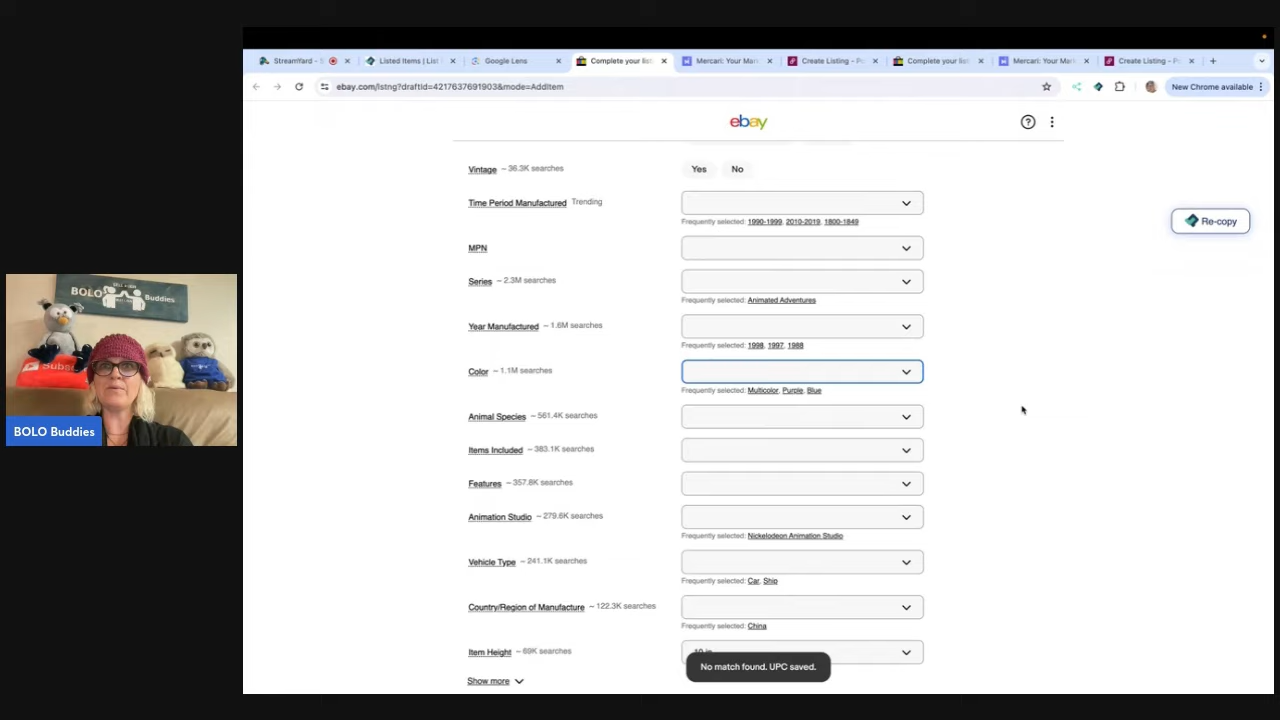 StreamYard - S
Listed Items | List
Google Lens
Complete your list
Mercari: Your Mar
Create Listing - Po
Complete your list
Mercari: Your Mark
Create Listing - Po
ebay.com/lstng?draftId=4217637691903&mode=AddItem
New Chrome available
ebay
Vintage ~ 36.3K searches
Yes No
Time Period Manufactured Trending
Frequently selected: 1990-1999, 2010-2019, 1800-1849
Re-copy
MPN
Series ~ 2.3M searches
Frequently selected: Animated Adventures
Year Manufactured ~ 1.6M searches
Frequently selected: 1998, 1997, 1988
Color ~ 1.1M searches
Frequently selected: Multicolor, Purple, Blue
Animal Species ~ 561.4K searches
Items Included ~ 383.1K searches
Features ~ 357.8K searches
Animation Studio ~ 279.6K searches
Frequently selected: Nickelodeon Animation Studio
Vehicle Type ~ 241.1K searches
Frequently selected: Car, Ship
Country/Region of Manufacture ~ 122.3K searches
Frequently selected: China
Item Height ~ 69K searches
No match found. UPC saved.
Show more
BOLO Buddies
Subsc
BOLO Buddies